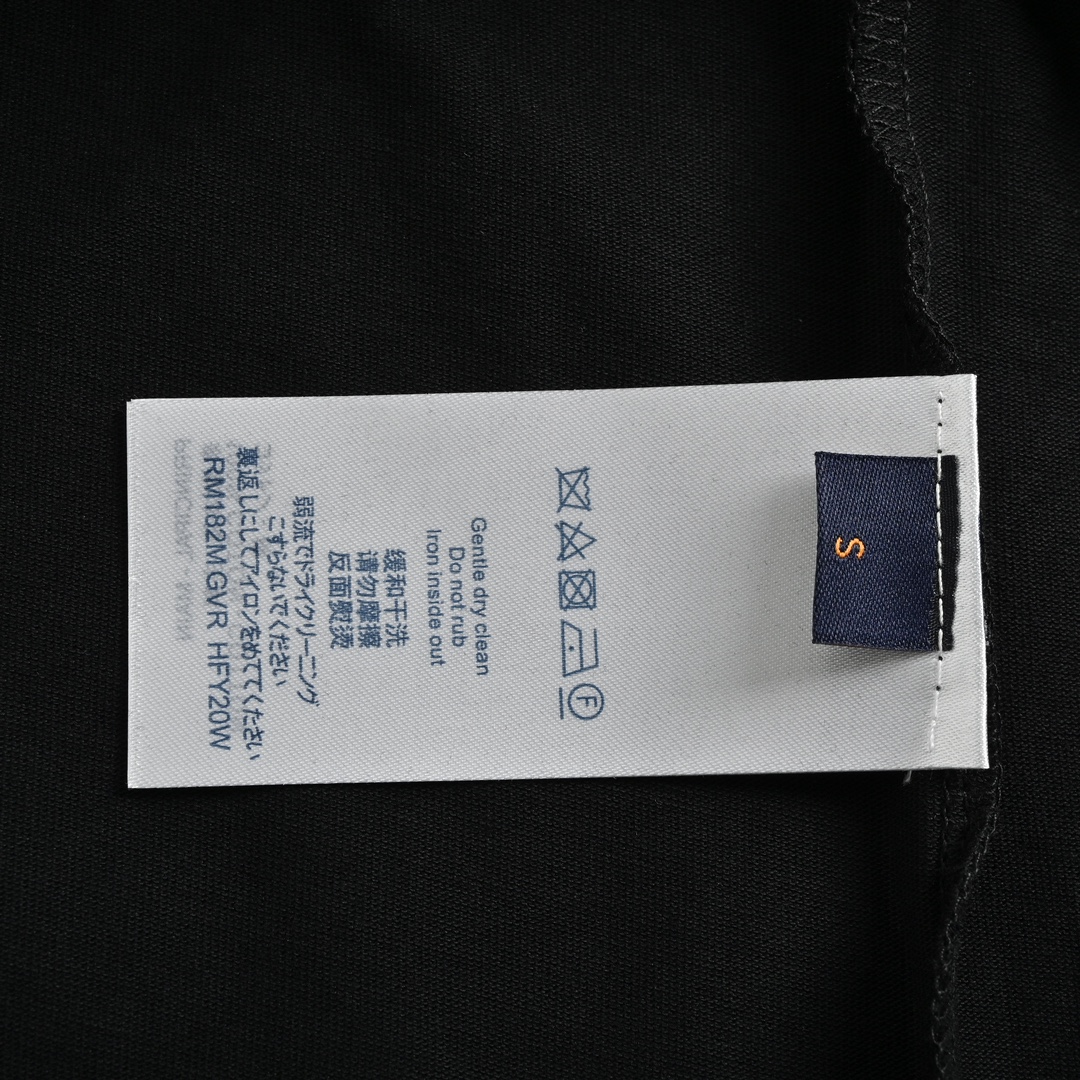 S
F
Gentle dry clean
Do not rub
Iron inside out
缓和干洗
请勿摩擦
反面熨烫
弱流でドライクリーニング
こすらないでください
裏返しにしてアイロンをめててください
RM182M GVR HFY20W